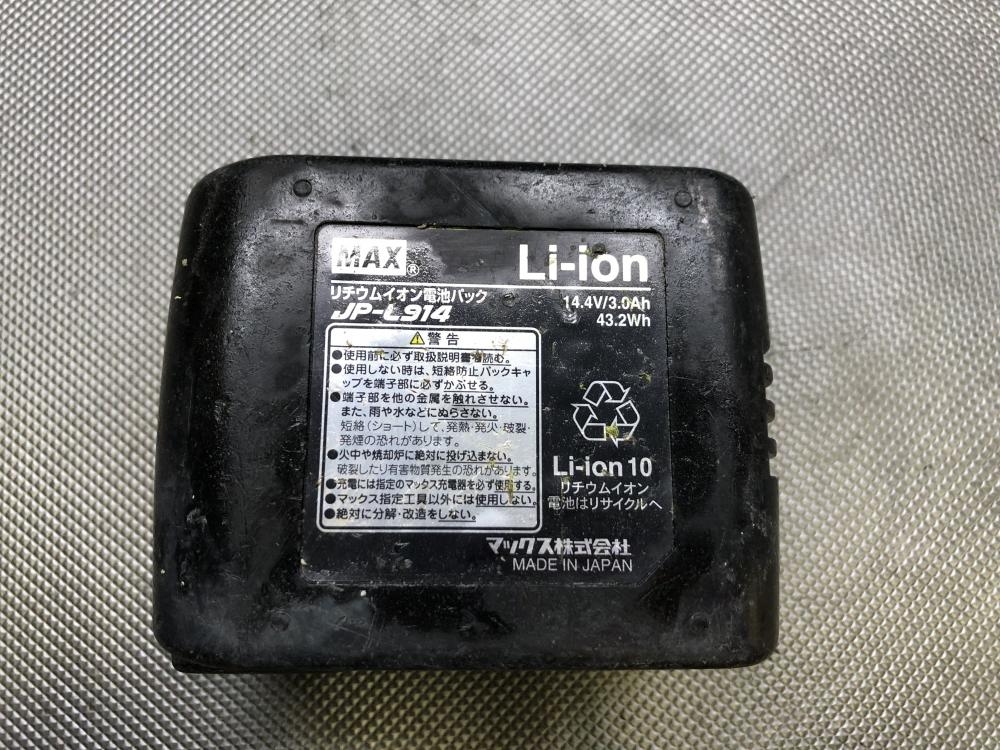 MAX®
Li-ion
リチウムイオン電池パック
14.4V/3.0Ah
JP-L914
43.2Wh
警告
●使用前に必ず取扱説明書を読む。
●使用しない時は、短絡防止パックキャ
ップを端子部に必ずかぶせる。
●端子部を他の金属を触れさせない。
また、雨や水などにぬらさない。
短絡(ショート)して、発熱・発火・破裂・
発煙の恐れがあります。
●火中や焼却炉に絶対に投げ込まない。
破裂したり有害物質発生の恐れがあります。
●充電には指定のマックス充電器を必ず使用する。
●マックス指定工具以外には使用しない。
●絶対に分解・改造をしない。
Li-ion 10
リチウムイオン
電池はリサイクルへ
マックス株式会社
MADE IN JAPAN